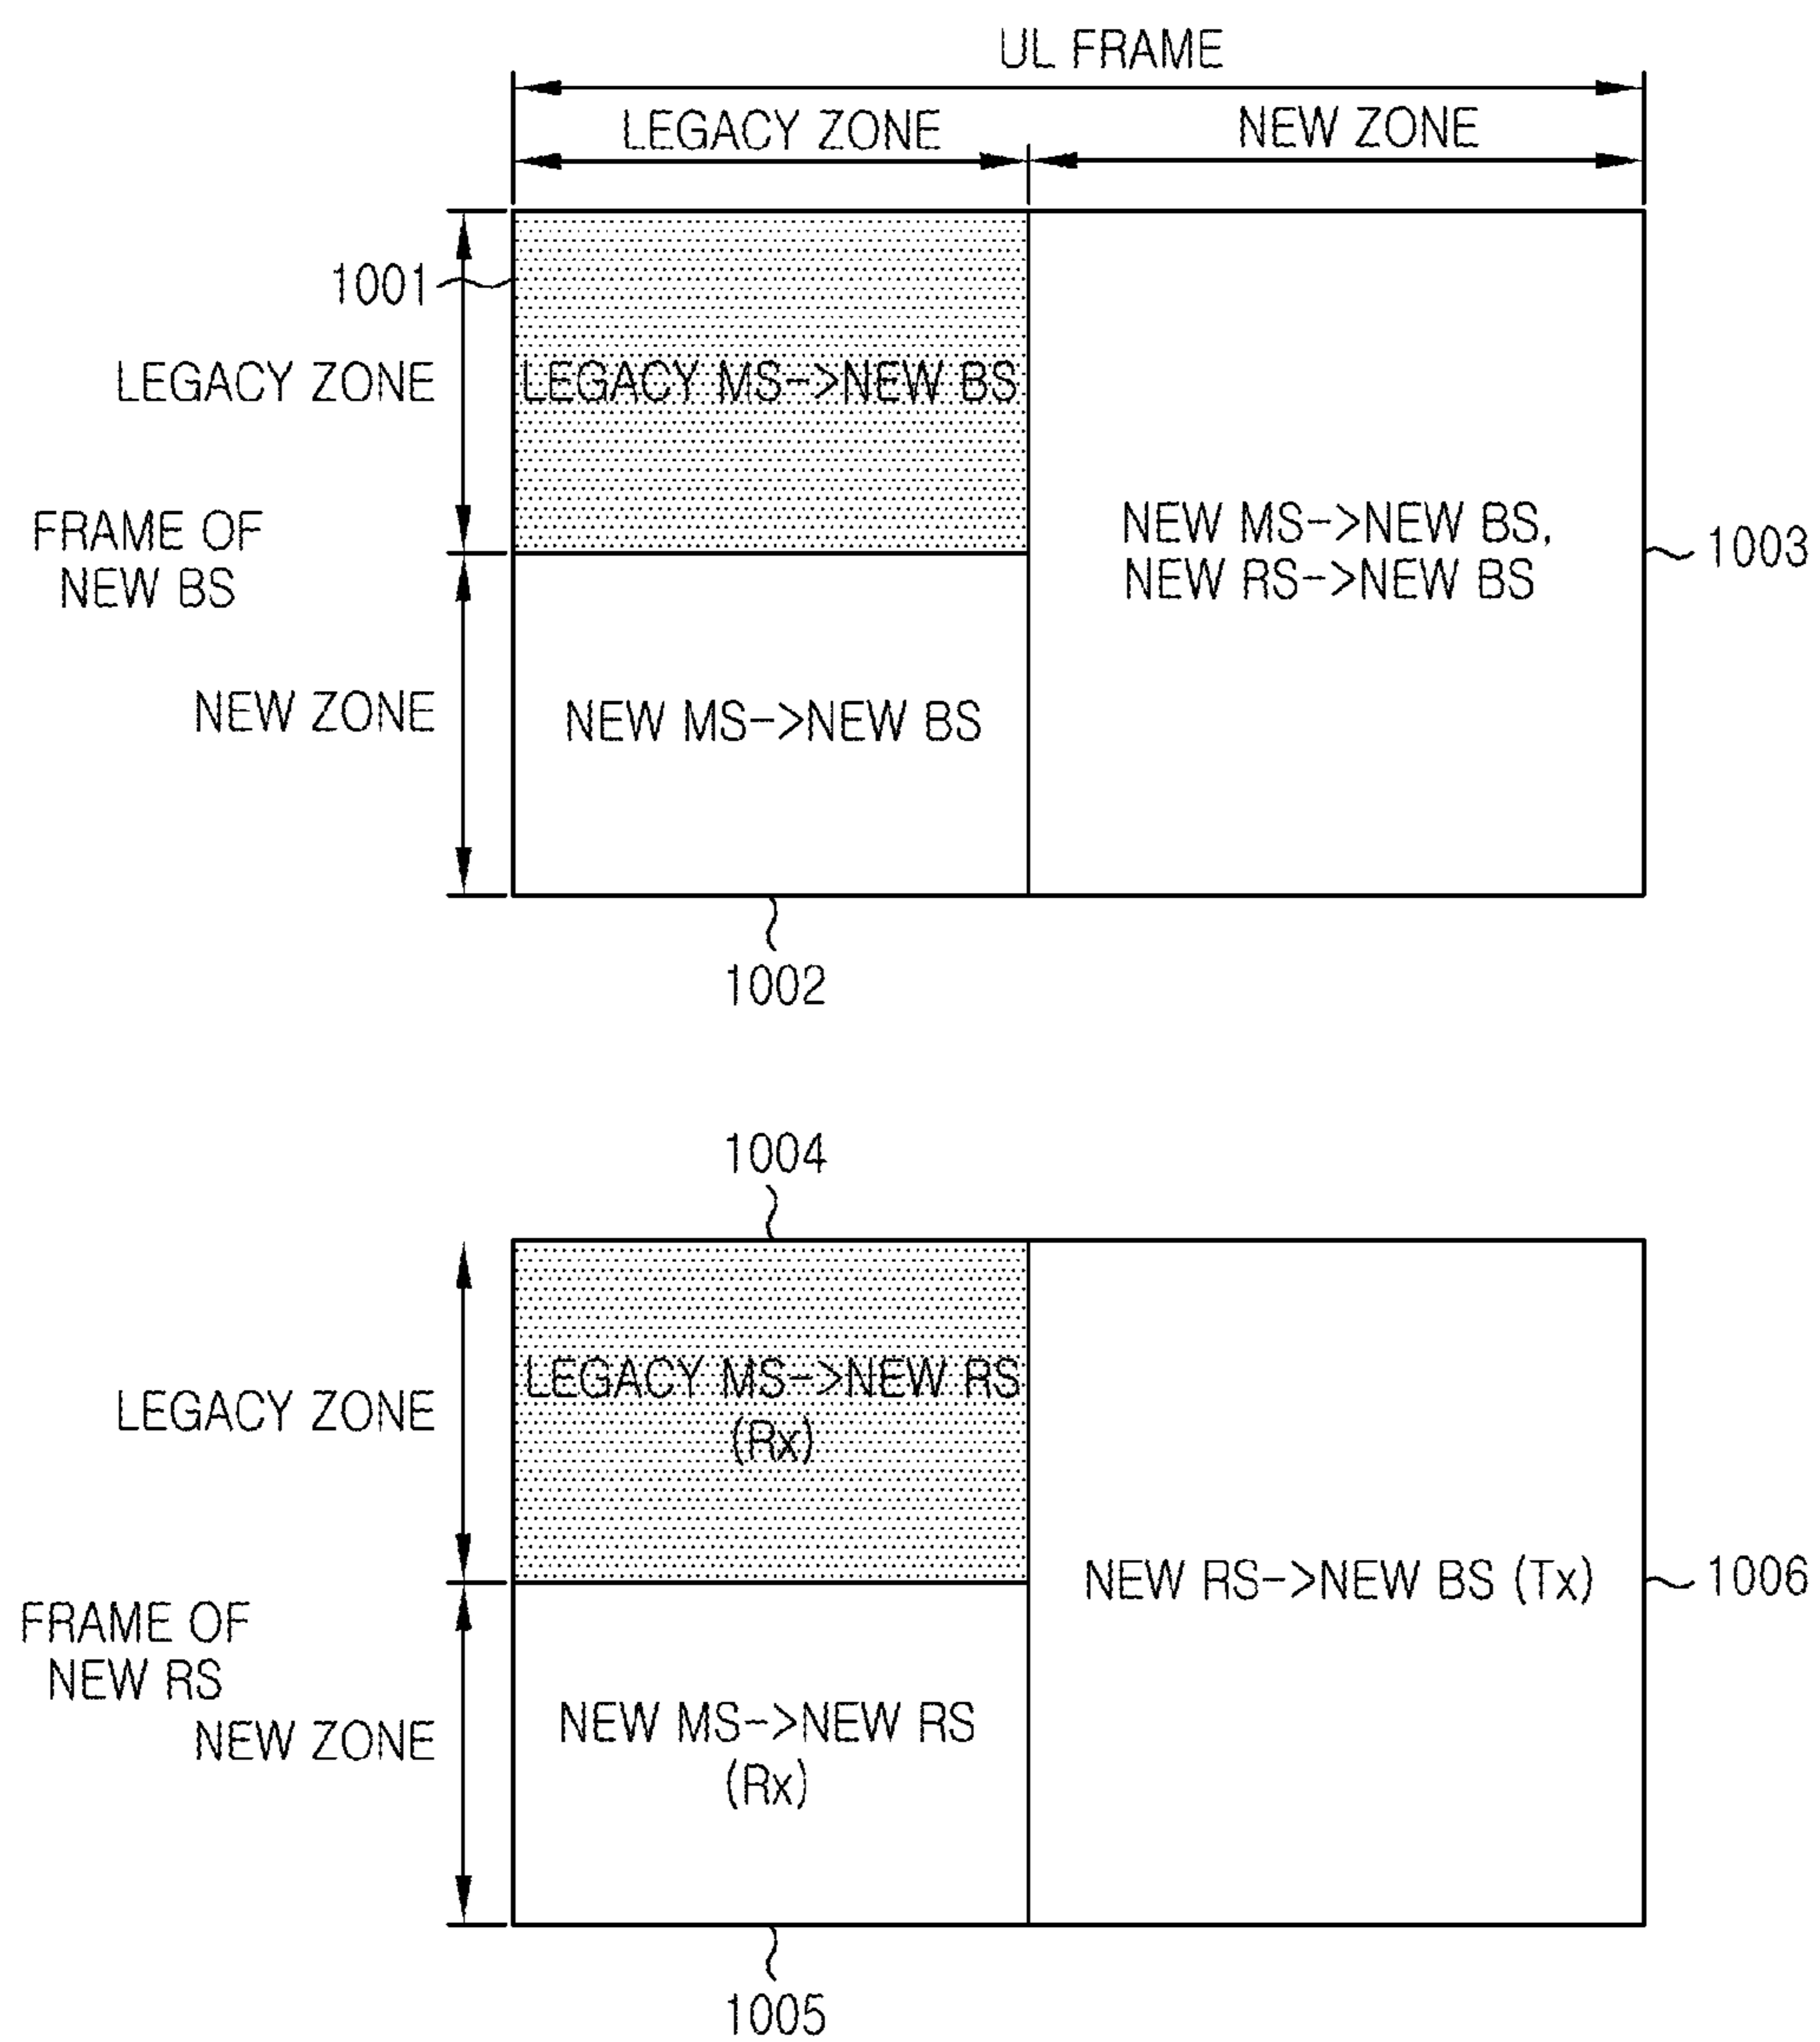 UL FRAME
LEGACY ZONE
NEW ZONE
1001
LEGACY ZONE
LEGACY MS->NEW BS
FRAME OF
NEW BS
NEW MS->NEW BS,
NEW RS->NEW BS
1003
NEW ZONE
NEW MS->NEW BS
1002
1004
LEGACY ZONE
LEGACY MS->NEW RS
(Rx)
NEW RS->NEW BS (Tx)
1006
FRAME OF
NEW RS
NEW ZONE
NEW MS->NEW RS
(Rx)
1005